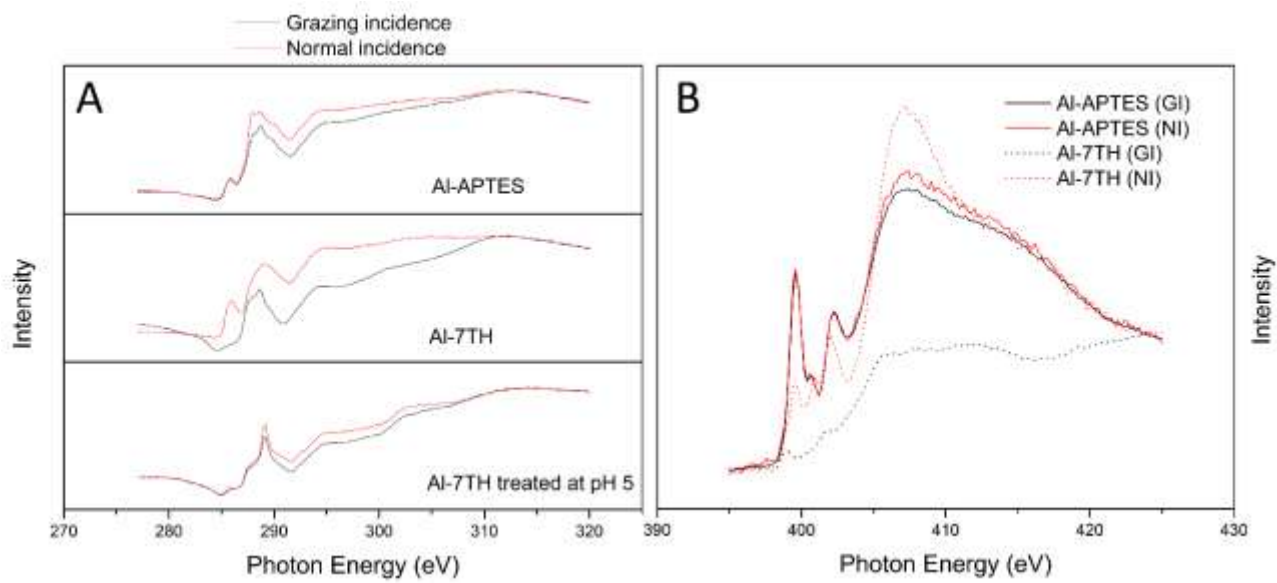 Grazing incidence
Normal incidence
A
Al-APTES
Al-7TH
Al-7TH treated at pH 5
Intensity
270
280
290
300
310
320
Photon Energy (eV)
B
Al-APTES (GI)
Al-APTES (NI)
Al-7TH (GI)
Al-7TH (NI)
Intensity
390
400
410
420
430
Photon Energy (eV)